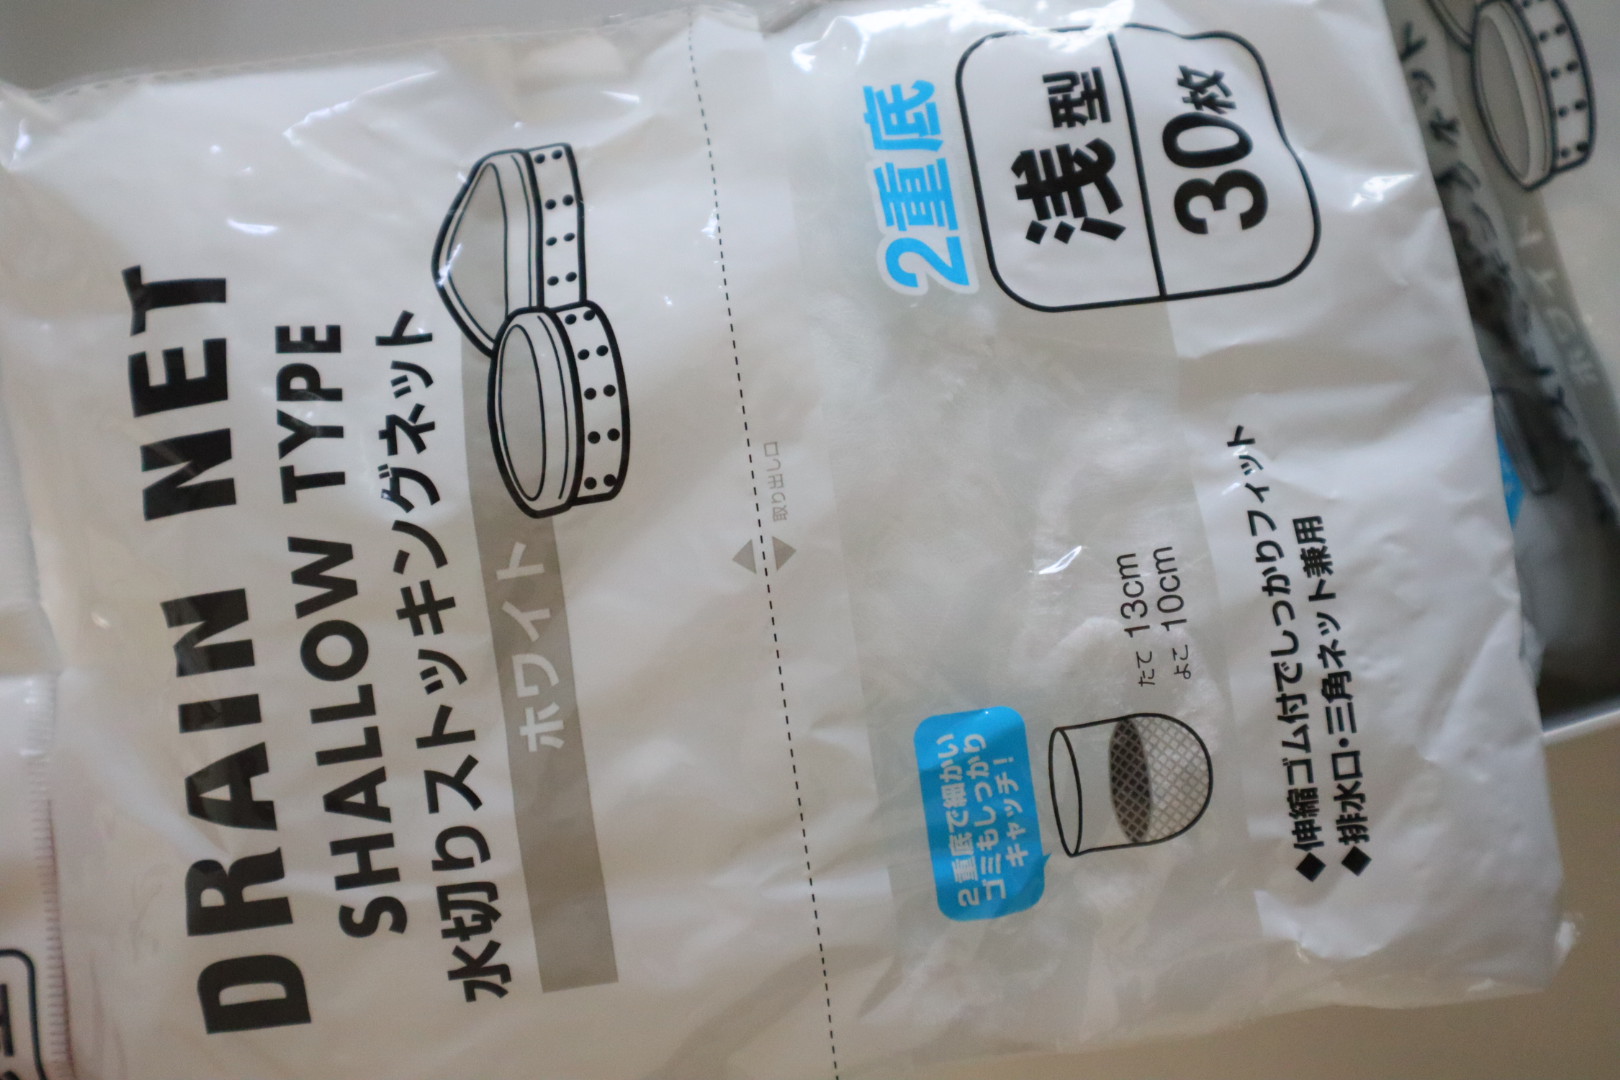 DRAIN NET
SHALLOW TYPE
水切りストッキングネット
ホワイト
取り出し口
2重底
浅型
30枚
2重底で細かい
ゴミもしっかり
キャッチ!
たて 13cm
よこ 10cm
◆伸縮ゴム付でしっかりフィット
◆排水口・三角ネット兼用